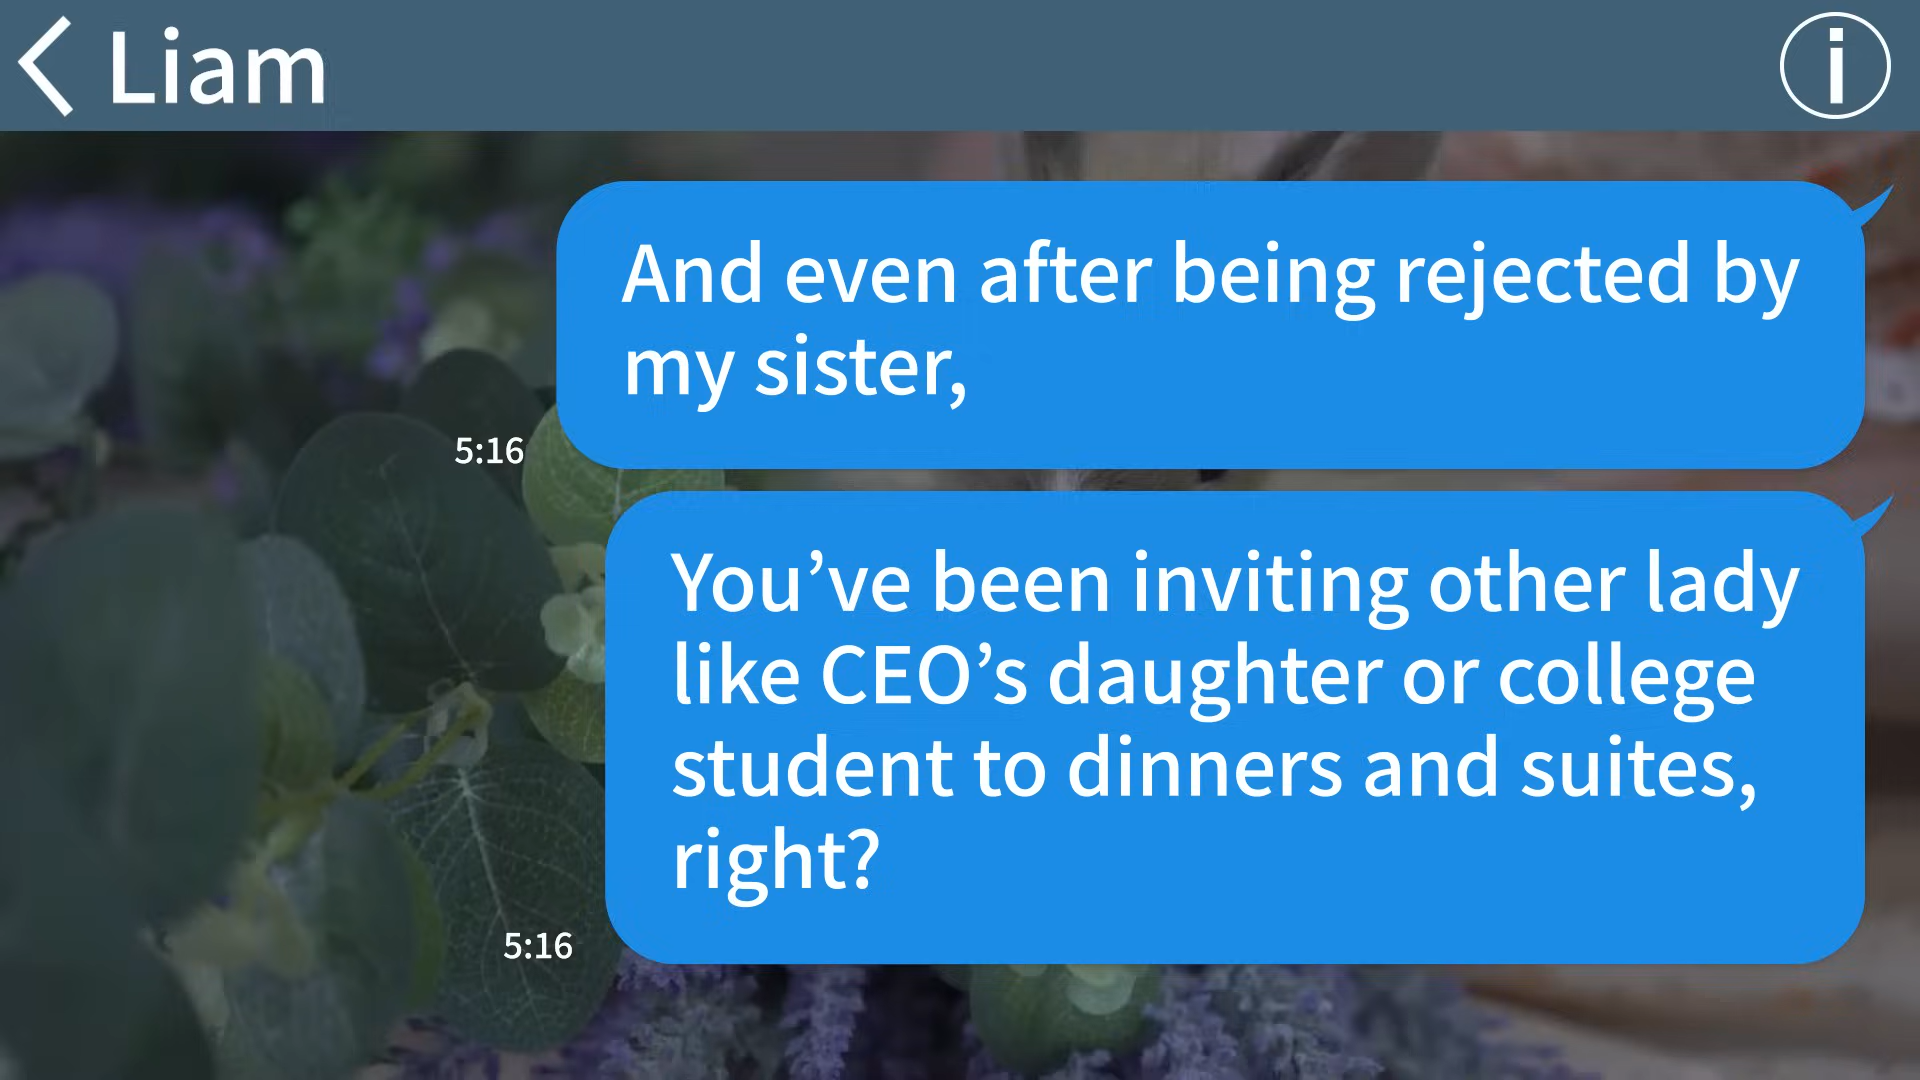 Liam
And even after being rejected by
my sister,
5:16
You’ve been inviting other lady
like CEO’s daughter or college
student to dinners and suites,
right?
5:16